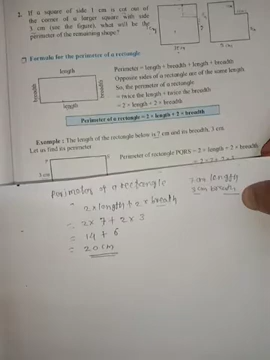 2. If a square of side 1 cm is cut out of
the corner of a larger square with side
3 cm (see the figure), what will be the
perimeter of the remaining shape?
Formula for the perimeter of a rectangle
length
breadth
breadth
length
Perimeter = length + breadth + length + breadth
Opposite sides of a rectangle are of the same length.
So, the perimeter of a rectangle
= twice the length + twice the breadth
= 2 × length + 2 × breadth
Perimeter of a rectangle = 2 × length + 2 × breadth
Example : The length of the rectangle below is 7 cm and its breadth, 3 cm.
Let us find its perimeter.
Perimeter of rectangle PQRS = 2 × length + 2 × breadth
3 cm
Perimeter of a rectangle
= 2 × length + 2 × breath
= 2 × 7 + 2 × 3
= 14 + 6
= 20 cm
7cm length
3cm breath